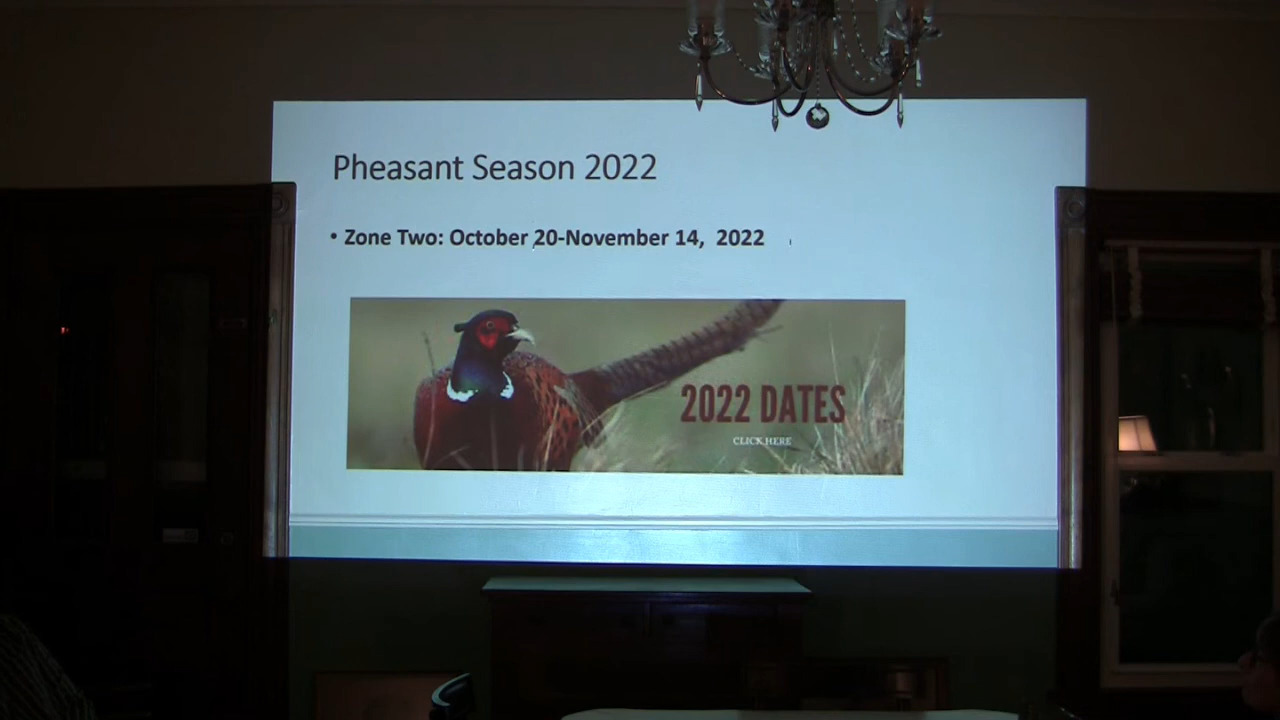 Pheasant Season 2022
• Zone Two: October 20-November 14, 2022
2022 DATES
CLICK HERE